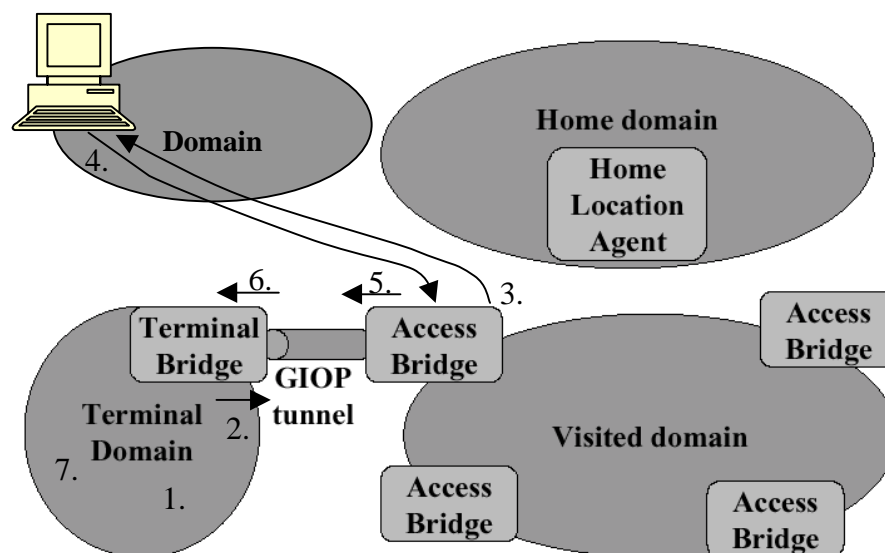 Domain
4.
Home domain
Home
Location
Agent
6.
5.
3.
Terminal
Bridge
Access
Bridge
Access
Bridge
GIOP
tunnel
Terminal
Domain
2.
7.
1.
Visited domain
Access
Bridge
Access
Bridge